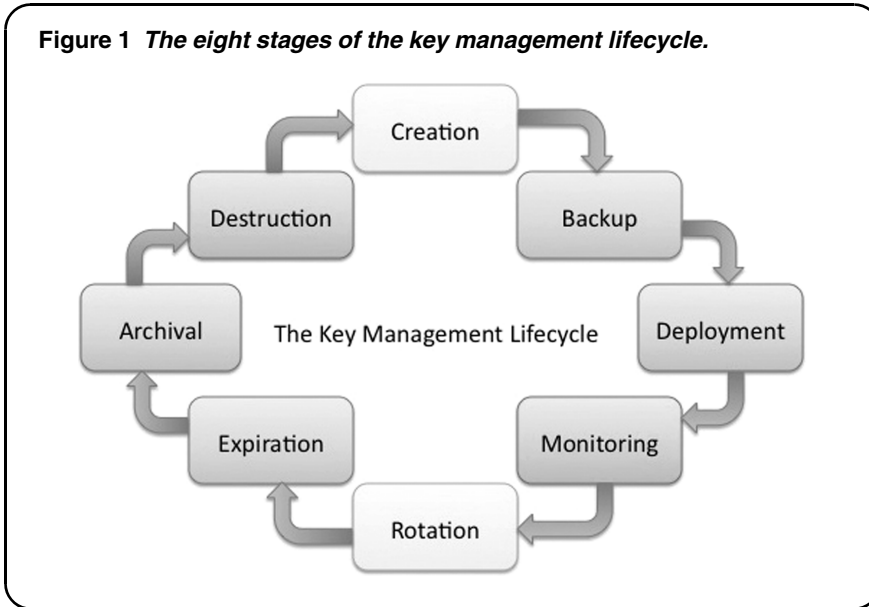 Figure 1 The eight stages of the key management lifecycle.
Creation
Backup
Deployment
Monitoring
Rotation
Expiration
Archival
Destruction
The Key Management Lifecycle